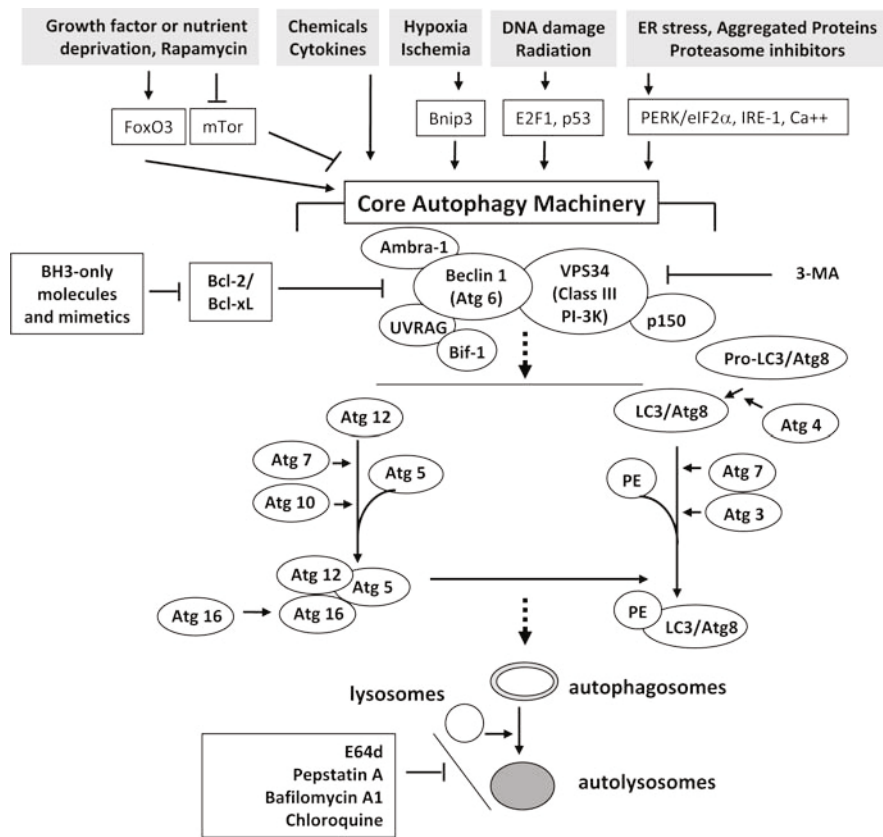 Growth factor or nutrient
deprivation, Rapamycin
Chemicals
Cytokines
Hypoxia
Ischemia
DNA damage
Radiation
ER stress, Aggregated Proteins
Proteasome inhibitors
FoxO3
mTor
Bnip3
E2F1, p53
PERK/eIF2α, IRE-1, Ca++
Core Autophagy Machinery
Ambra-1
BH3-only
molecules
and mimetics
Bcl-2/
Bcl-xL
Beclin 1
(Atg 6)
VPS34
(Class III
PI-3K)
3-MA
UVRAG
Bif-1
p150
Pro-LC3/Atg8
Atg 12
LC3/Atg8
Atg 4
Atg 7
Atg 5
Atg 10
PE
Atg 7
Atg 3
Atg 12
Atg 5
Atg 16
Atg 16
PE
LC3/Atg8
lysosomes
autophagosomes
E64d
Pepstatin A
Bafilomycin A1
Chloroquine
autolysosomes